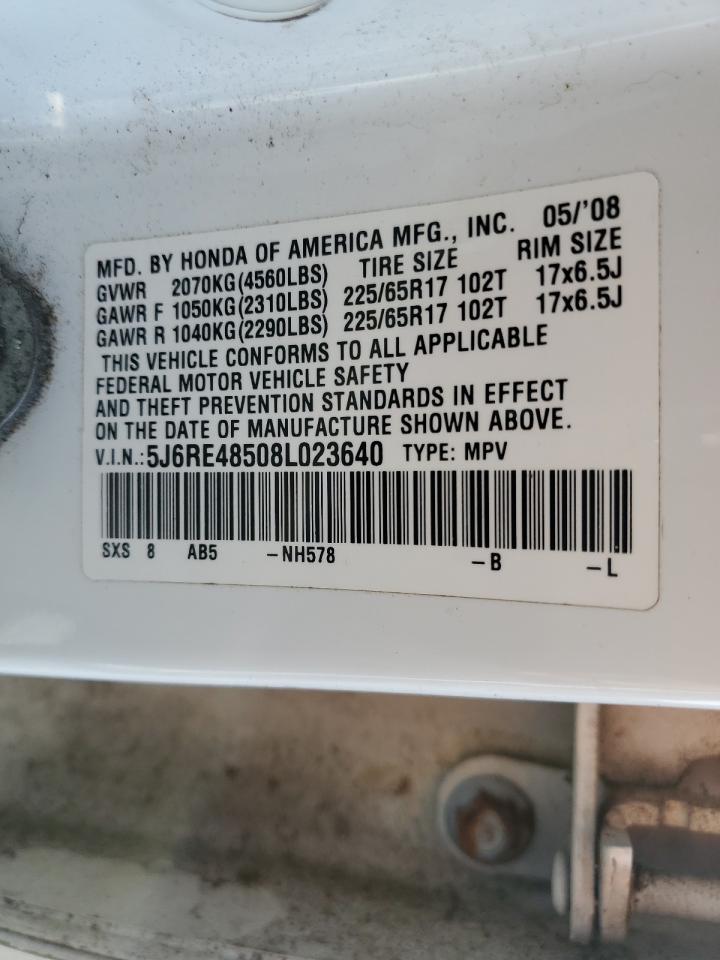 MFD. BY HONDA OF AMERICA MFG., INC. 05/'08
GVWR 2070KG(4560LBS) TIRE SIZE RIM SIZE
GAWR F 1050KG(2310LBS) 225/65R17 102T 17x6.5J
GAWR R 1040KG(2290LBS) 225/65R17 102T 17x6.5J
THIS VEHICLE CONFORMS TO ALL APPLICABLE
FEDERAL MOTOR VEHICLE SAFETY
AND THEFT PREVENTION STANDARDS IN EFFECT
ON THE DATE OF MANUFACTURE SHOWN ABOVE.
V.I.N.: 5J6RE48508L023640 TYPE: MPV
SXS 8 AB5 -NH578 -B -L